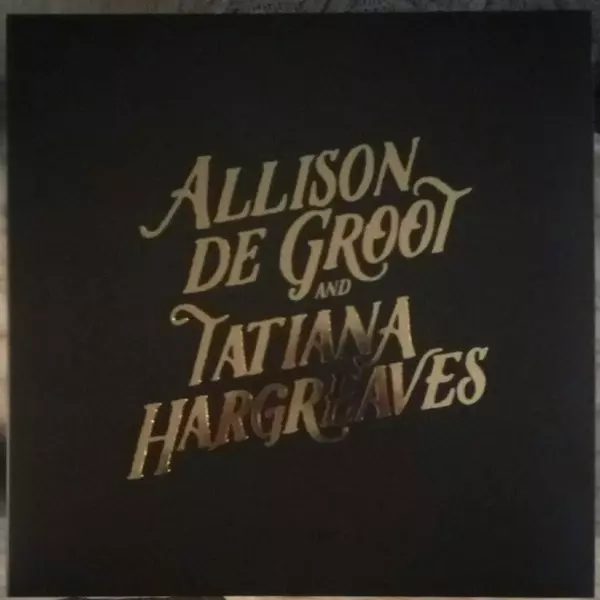 ALLISON
DE GROOT
AND
TATIANA
HARGREAVES